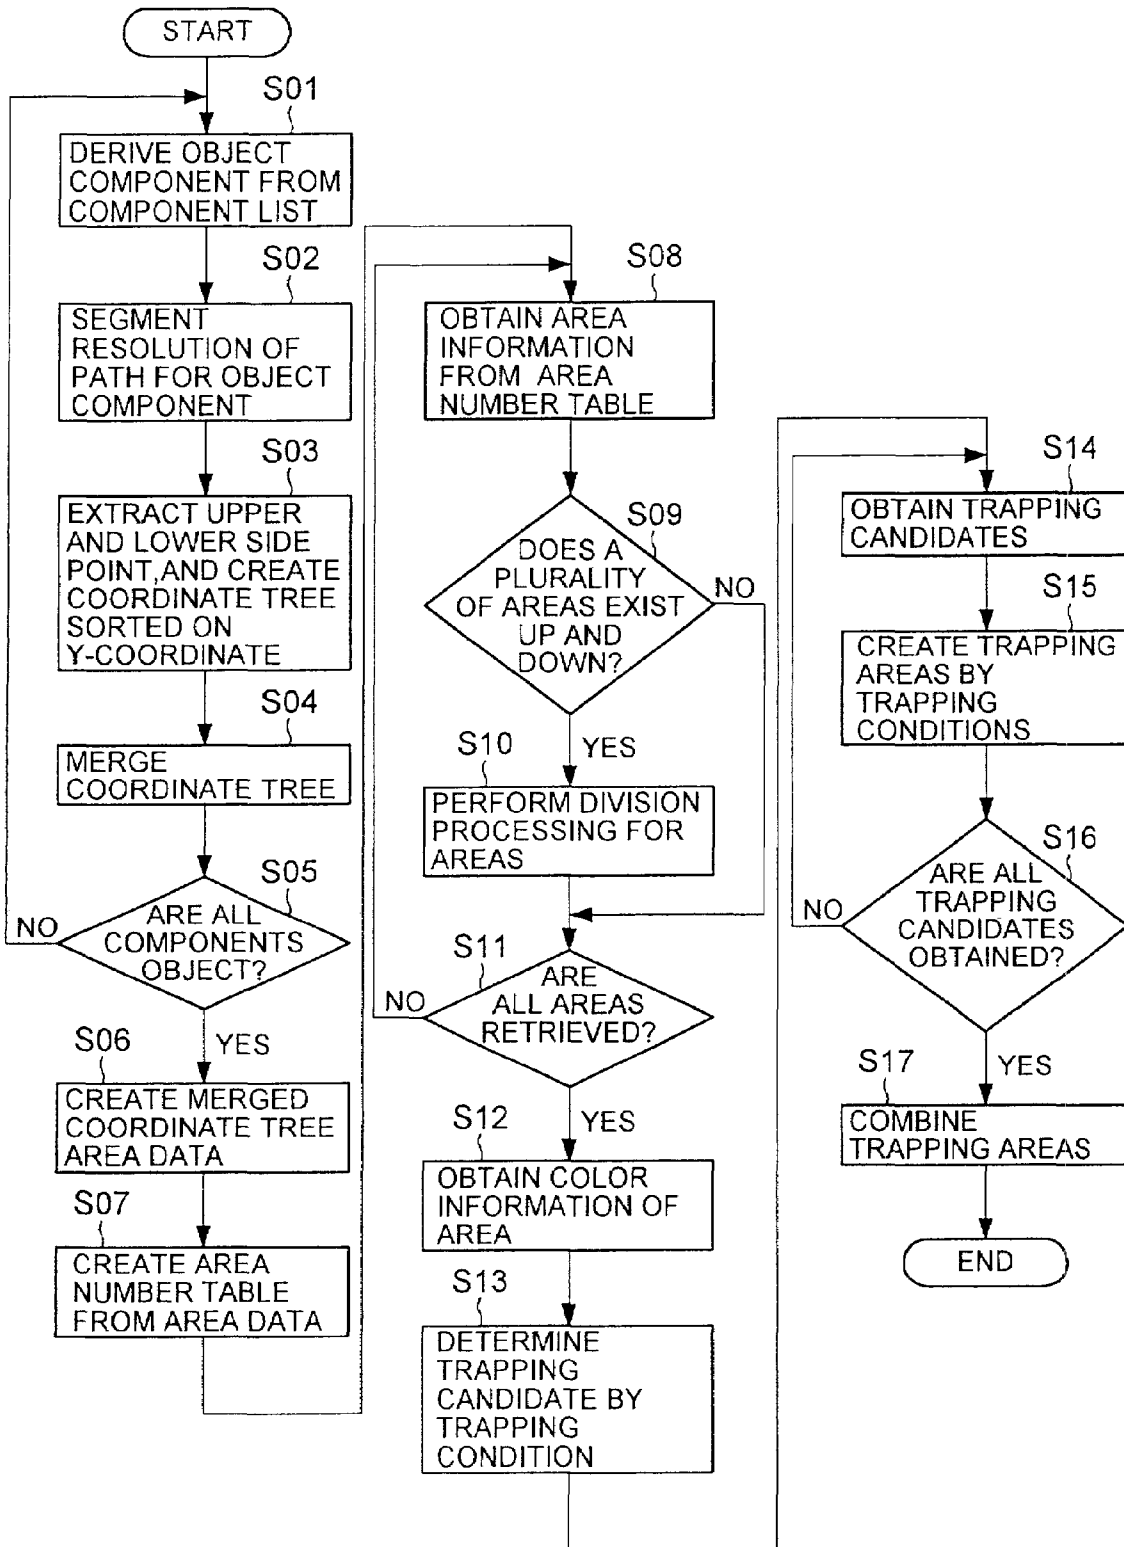 START
S01
DERIVE OBJECT
COMPONENT FROM
COMPONENT LIST
S02
SEGMENT
RESOLUTION OF
PATH FOR OBJECT
COMPONENT
S03
EXTRACT UPPER
AND LOWER SIDE
POINT,AND CREATE
COORDINATE TREE
SORTED ON
Y-COORDINATE
S04
MERGE
COORDINATE TREE
S05
NO
ARE ALL
COMPONENTS
OBJECT?
YES
S06
CREATE MERGED
COORDINATE TREE
AREA DATA
S07
CREATE AREA
NUMBER TABLE
FROM AREA DATA
S08
OBTAIN AREA
INFORMATION
FROM AREA
NUMBER TABLE
S09
DOES A
PLURALITY
OF AREAS EXIST
UP AND
DOWN?
NO
YES
S10
PERFORM DIVISION
PROCESSING FOR
AREAS
S11
NO
ARE
ALL AREAS
RETRIEVED?
YES
S12
OBTAIN COLOR
INFORMATION OF
AREA
S13
DETERMINE
TRAPPING
CANDIDATE BY
TRAPPING
CONDITION
S14
OBTAIN TRAPPING
CANDIDATES
S15
CREATE TRAPPING
AREAS BY
TRAPPING
CONDITIONS
S16
NO
ARE ALL
TRAPPING
CANDIDATES
OBTAINED?
YES
S17
COMBINE
TRAPPING AREAS
END